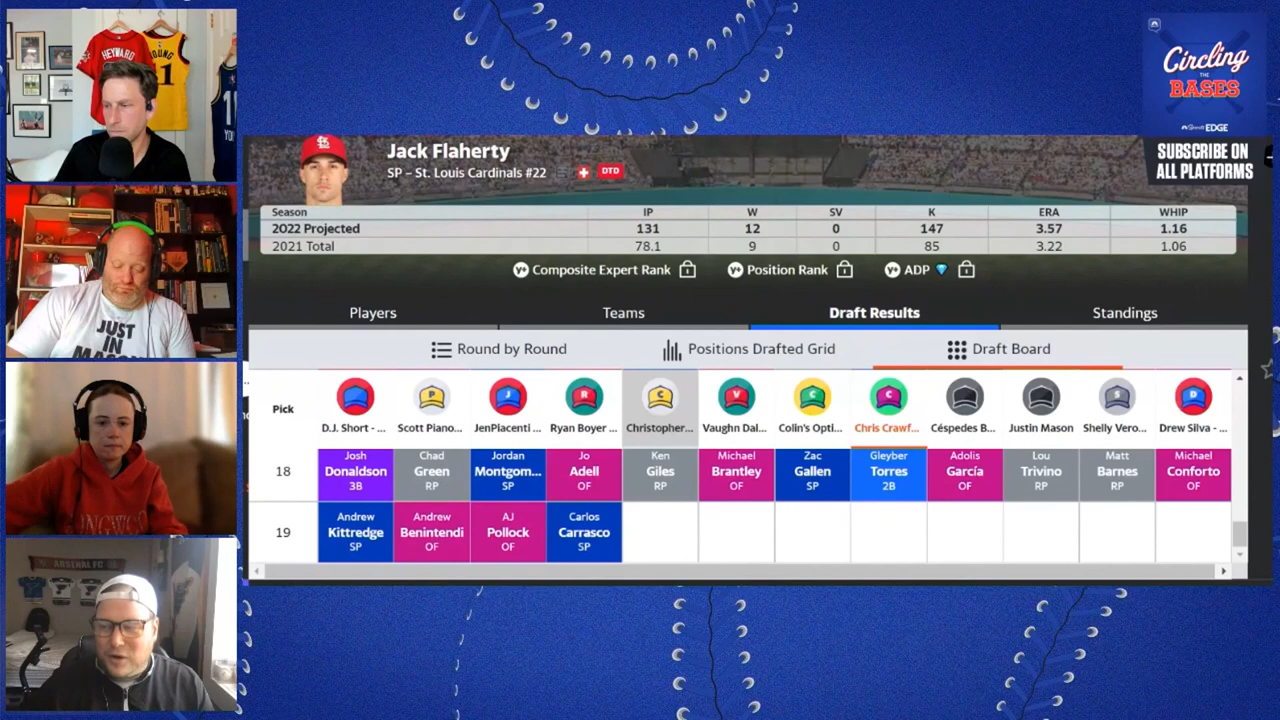 HEYWARD
YOUNG
JUST
IN
ARSENAL FC
Circling
THE
BASES
EDGE
SUBSCRIBE ON
ALL PLATFORMS
Jack Flaherty
SP – St. Louis Cardinals #22
DTD
Season IP W SV K ERA WHIP
2022 Projected 131 12 0 147 3.57 1.16
2021 Total 78.1 9 0 85 3.22 1.06
Y+ Composite Expert Rank
Y+ Position Rank
Y+ ADP
Players Teams Draft Results Standings
Round by Round Positions Drafted Grid Draft Board
P J R C V C C S D
Pick D.J. Short - ... Scott Piano... JenPiacenti ... Ryan Boyer ... Christopher... Vaughn Dal... Colin's Opti... Chris Crawf... Céspedes B... Justin Mason Shelly Vero... Drew Silva - ...
Josh Chad Jordan Jo Ken Michael Zac Gleyber Adolis Lou Matt Michael
18 Donaldson Green Montgom... Adell Giles Brantley Gallen Torres García Trivino Barnes Conforto
3B RP SP OF RP OF SP 2B OF RP RP OF
Andrew Andrew AJ Carlos
19 Kittredge Benintendi Pollock Carrasco
SP OF OF SP